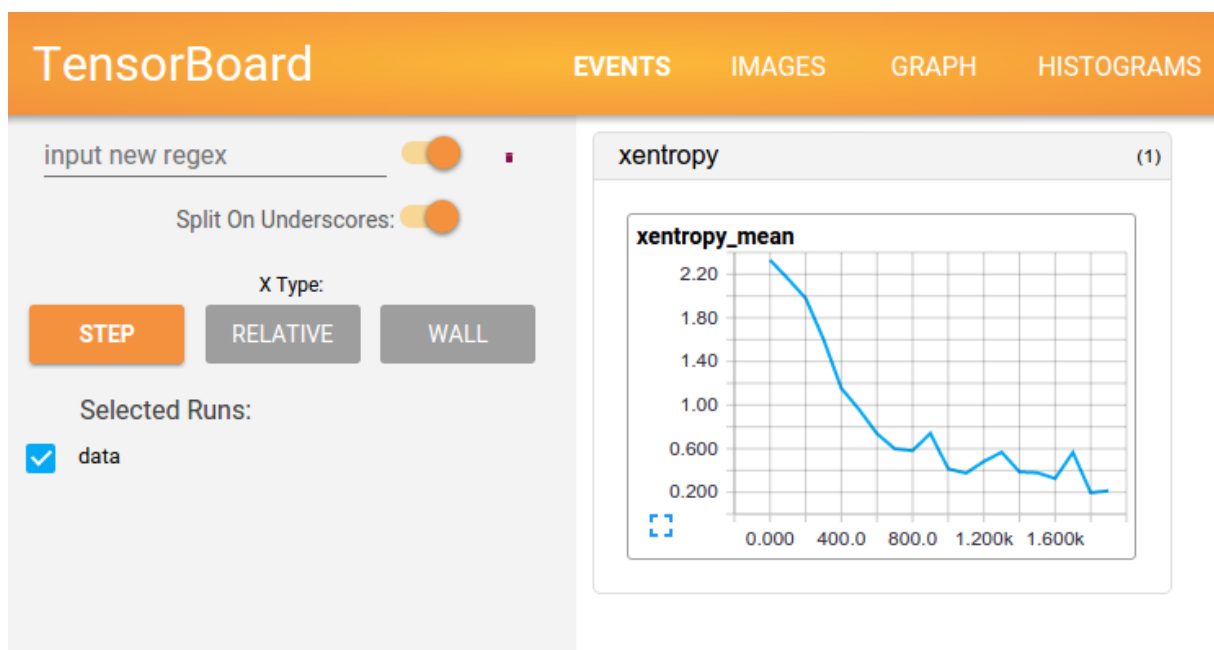 TensorBoard
EVENTS IMAGES GRAPH HISTOGRAMS
input new regex
Split On Underscores:
X Type:
STEP RELATIVE WALL
Selected Runs:
data
xentropy (1)
xentropy_mean
2.20
1.80
1.40
1.00
0.600
0.200
0.000 400.0 800.0 1.200k 1.600k